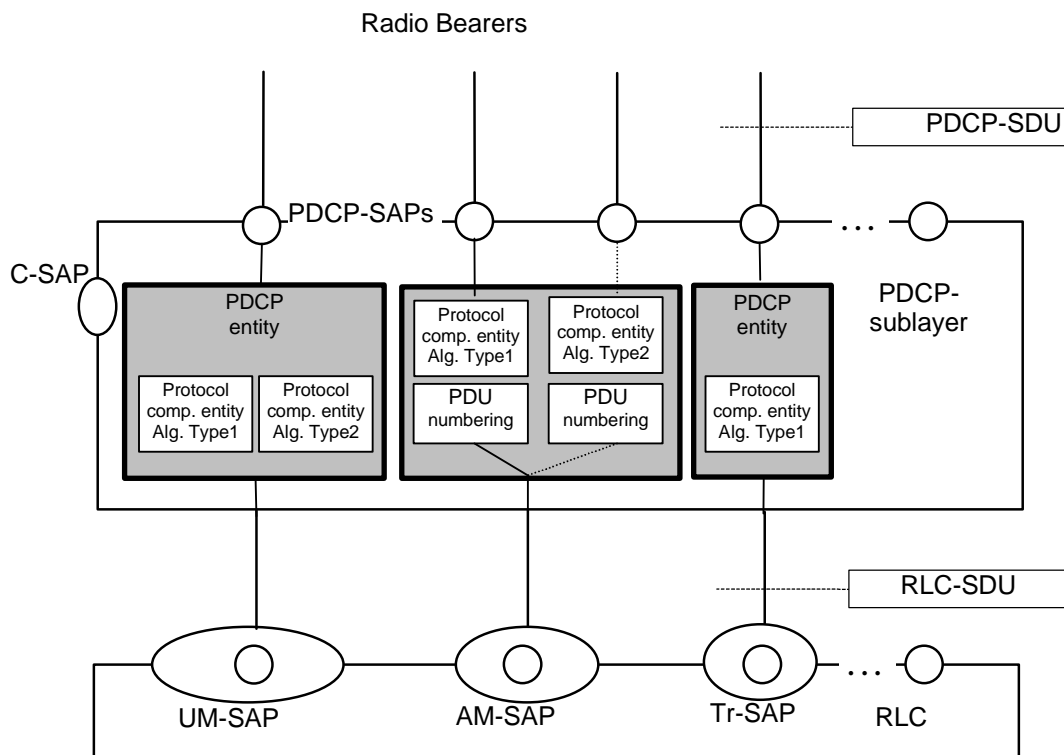 Radio Bearers
PDCP-SDU
PDCP-SAPs
...
C-SAP
PDCP
entity
Protocol
comp. entity
Alg. Type1
Protocol
comp. entity
Alg. Type2
Protocol
comp. entity
Alg. Type1
Protocol
comp. entity
Alg. Type2
PDU
numbering
PDU
numbering
PDCP
entity
Protocol
comp. entity
Alg. Type1
PDCP-
sublayer
RLC-SDU
...
UM-SAP
AM-SAP
Tr-SAP
RLC